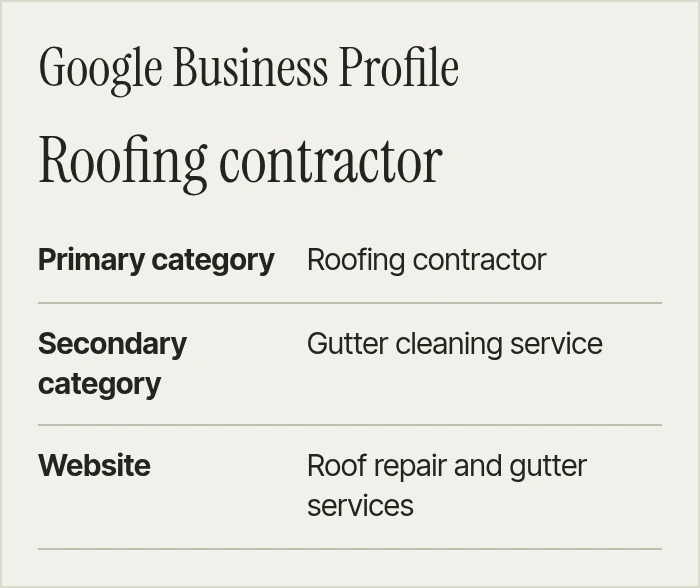 Google Business Profile
Roofing contractor
Primary category Roofing contractor
Secondary category Gutter cleaning service
Website Roof repair and gutter services